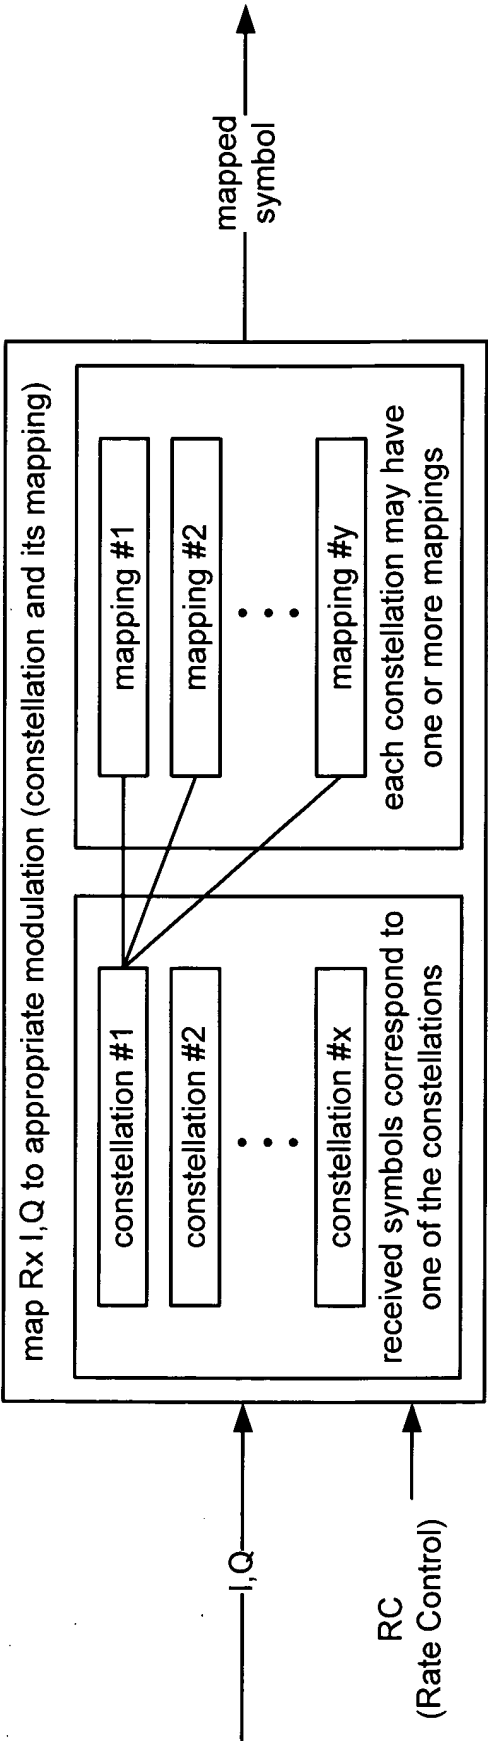 map Rx I,Q to appropriate modulation (constellation and its mapping)
I,Q
RC
(Rate Control)
constellation #1
constellation #2
constellation #x
received symbols correspond to
one of the constellations
mapping #1
mapping #2
mapping #y
each constellation may have
one or more mappings
mapped
symbol